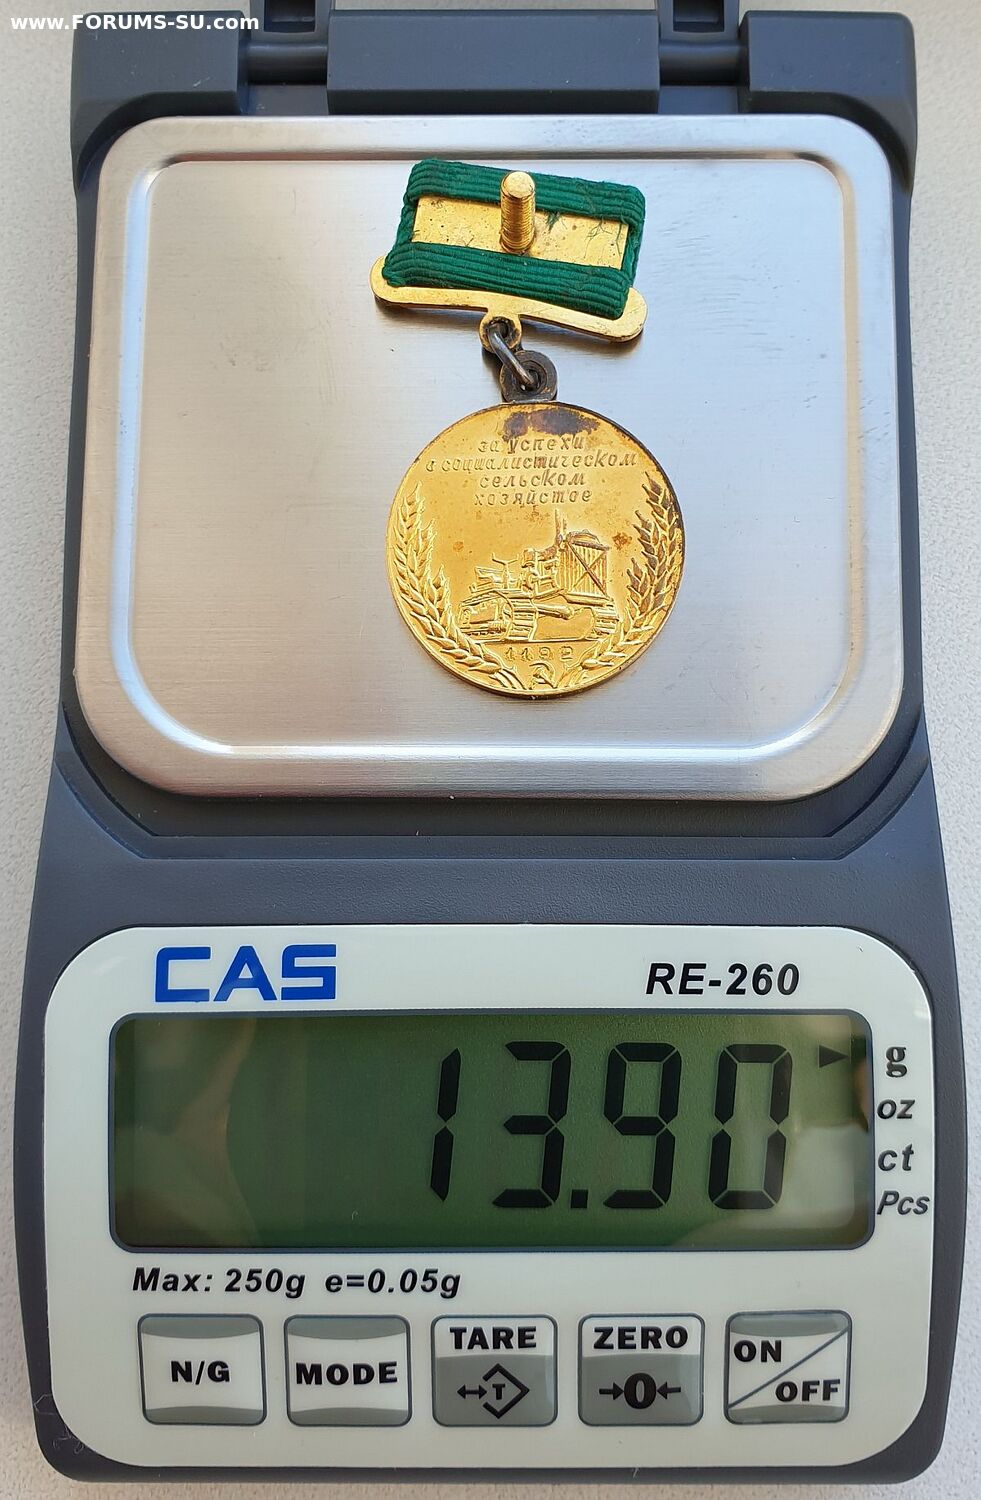 www.FORUMS-SU.com
за успехи
в социалистическом
сельском
хозяйстве
1192
CAS
RE-260
13.90
g
oz
ct
Pcs
Max: 250g e=0.05g
N/G
MODE
TARE
T
ZERO
0
ON
OFF